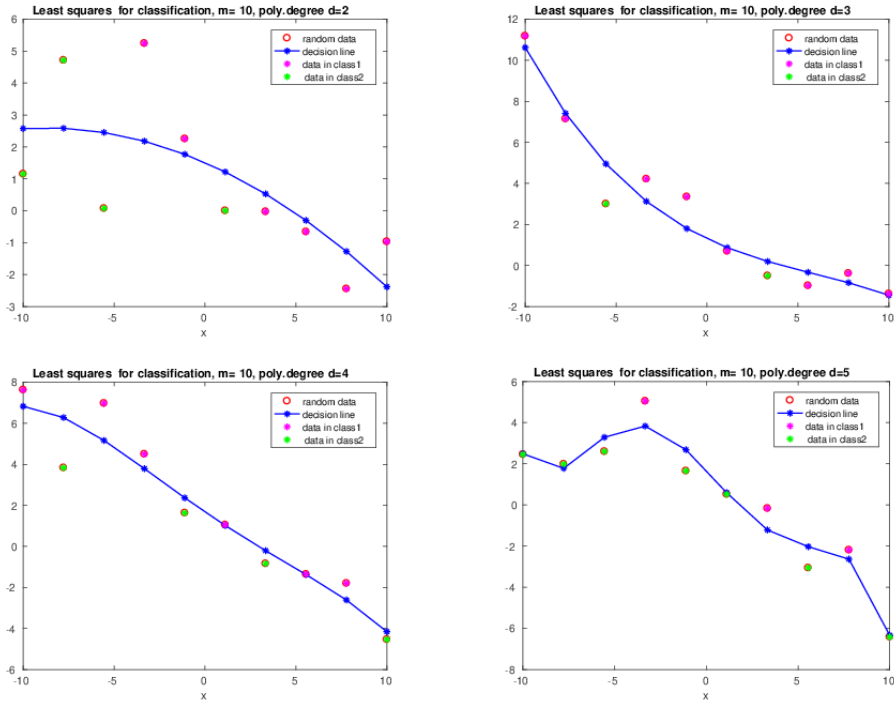 Least squares for classification, m= 10, poly.degree d=2
random data
decision line
data in class1
data in class2
6
5
4
3
2
1
0
-1
-2
-3
-10
-5
0
5
10
x
Least squares for classification, m= 10, poly.degree d=3
random data
decision line
data in class1
data in class2
12
10
8
6
4
2
0
-2
-10
-5
0
5
10
x
Least squares for classification, m= 10, poly.degree d=4
random data
decision line
data in class1
data in class2
8
6
4
2
0
-2
-4
-6
-10
-5
0
5
10
x
Least squares for classification, m= 10, poly.degree d=5
random data
decision line
data in class1
data in class2
6
4
2
0
-2
-4
-6
-8
-10
-5
0
5
10
x